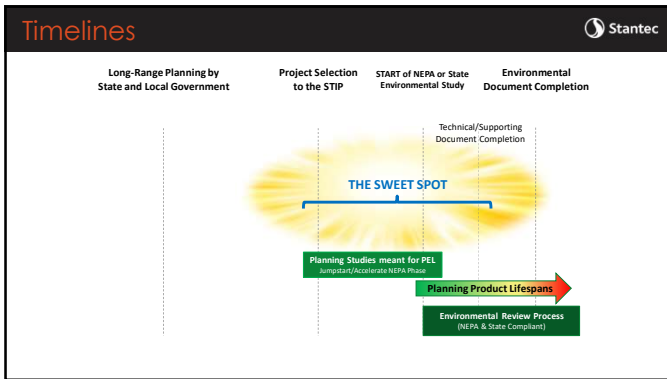 Timelines
Stantec
Long-Range Planning by
State and Local Government
Project Selection
to the STIP
START of NEPA or State
Environmental Study
Environmental
Document Completion
Technical/Supporting
Document Completion
THE SWEET SPOT
Planning Studies meant for PEL
Jumpstart/Accelerate NEPA Phase
Planning Product Lifespans
Environmental Review Process
(NEPA & State Compliant)